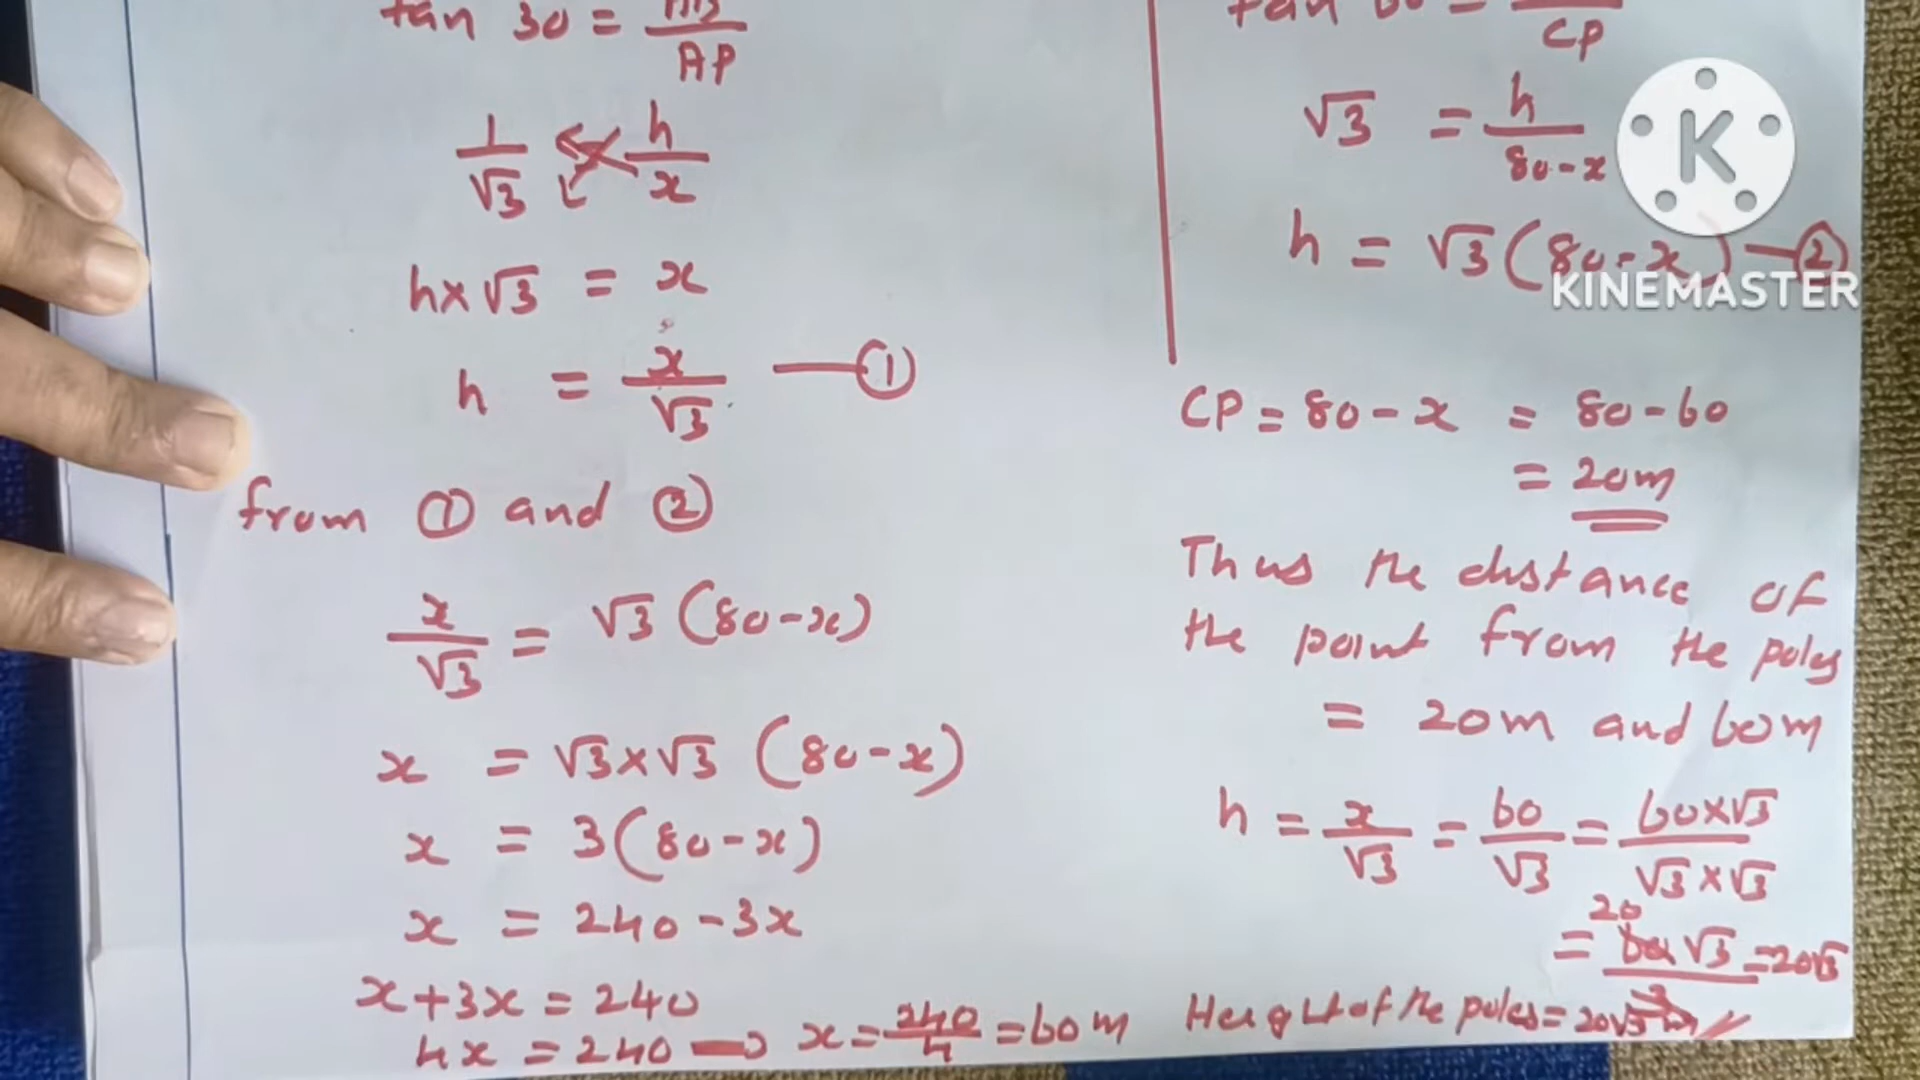 tan 30 = AB/AP
1/√3 = h/x
h×√3 = x
h = x/√3 —①
from ① and ②
x/√3 = √3 (80-x)
x = √3×√3 (80-x)
x = 3(80-x)
x = 240-3x
x+3x = 240
4x = 240 → x = 240/4 = 60m
tan 60 = /CP
√3 = h/80-x
h = √3(80-x) —②
K
KINEMASTER
CP = 80-x = 80-60
= 20m
Thus the distance of
the point from the poles
= 20m and 60m
h = x/√3 = 60/√3 = 60×√3/√3×√3
20
= 60√3/3 = 20√3
Height of the poles = 20√3 m